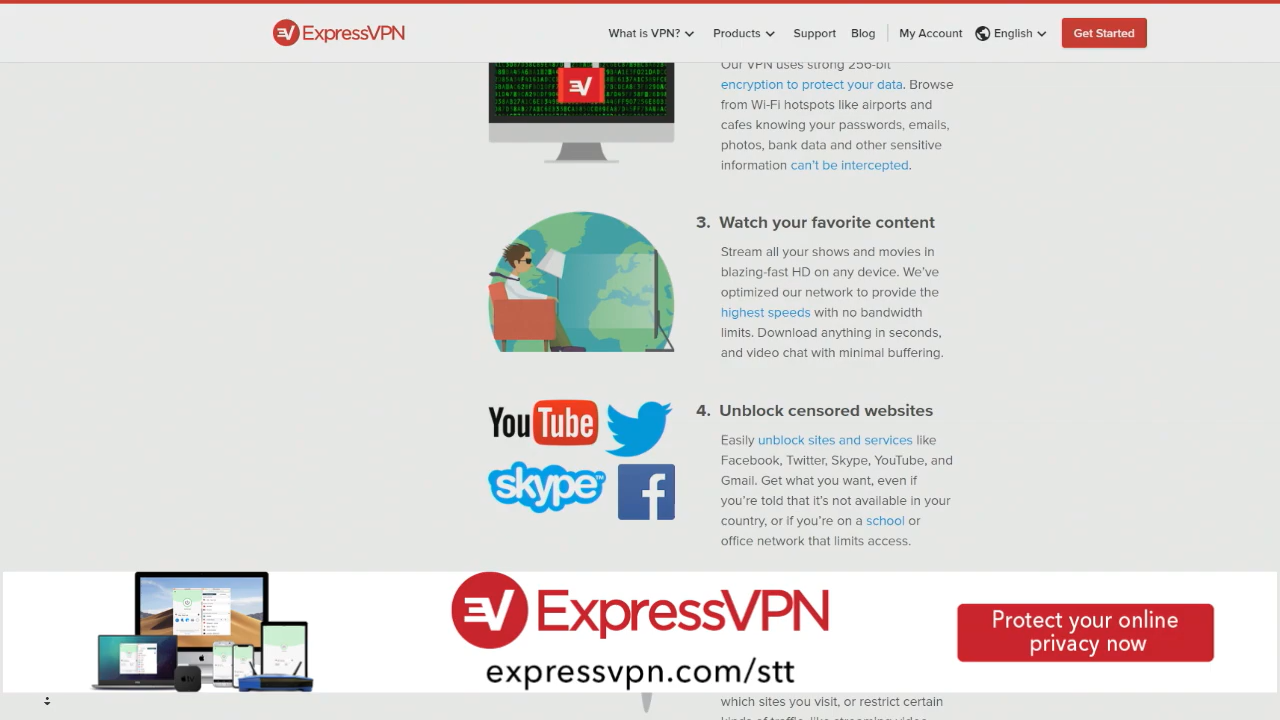 ExpressVPN
What is VPN? Products Support Blog My Account English Get Started
Our VPN uses strong 256-bit
encryption to protect your data. Browse
from Wi-Fi hotspots like airports and
cafes knowing your passwords, emails,
photos, bank data and other sensitive
information can't be intercepted.
3. Watch your favorite content
Stream all your shows and movies in
blazing-fast HD on any device. We've
optimized our network to provide the
highest speeds with no bandwidth
limits. Download anything in seconds,
and video chat with minimal buffering.
YouTube
skype™
4. Unblock censored websites
Easily unblock sites and services like
Facebook, Twitter, Skype, YouTube, and
Gmail. Get what you want, even if
you're told that it's not available in your
country, or if you're on a school or
office network that limits access.
ExpressVPN
expressvpn.com/stt
Protect your online
privacy now
which sites you visit, or restrict certain
kinds of traffic, like streaming video